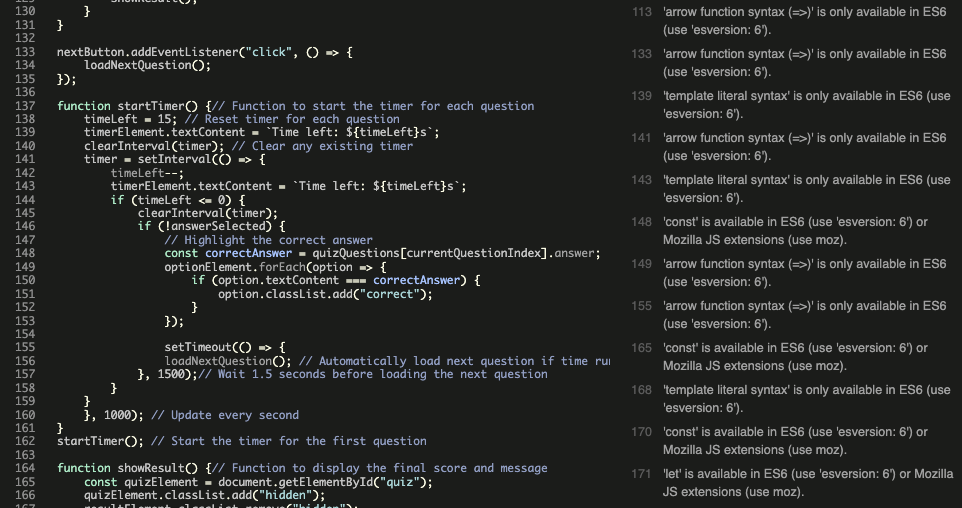 130 }
131 }
132
133 nextButton.addEventListener("click", () => {
134 loadNextQuestion();
135 });
136
137 function startTimer() {// Function to start the timer for each question
138 timeLeft = 15; // Reset timer for each question
139 timerElement.textContent = `Time left: ${timeLeft}s`;
140 clearInterval(timer); // Clear any existing timer
141 timer = setInterval(() => {
142 timeLeft--;
143 timerElement.textContent = `Time left: ${timeLeft}s`;
144 if (timeLeft <= 0) {
145 clearInterval(timer);
146 if (!answerSelected) {
147 // Highlight the correct answer
148 const correctAnswer = quizQuestions[currentQuestionIndex].answer;
149 optionElement.forEach(option => {
150 if (option.textContent === correctAnswer) {
151 option.classList.add("correct");
152 }
153 });
154
155 setTimeout(() => {
156 loadNextQuestion(); // Automatically load next question if time run
157 }, 1500);// Wait 1.5 seconds before loading the next question
158 }
159 }
160 }, 1000); // Update every second
161 }
162 startTimer(); // Start the timer for the first question
163
164 function showResult() {// Function to display the final score and message
165 const quizElement = document.getElementById("quiz");
166 quizElement.classList.add("hidden");
113 'arrow function syntax (=>)' is only available in ES6
(use 'esversion: 6').
133 'arrow function syntax (=>)' is only available in ES6
(use 'esversion: 6').
139 'template literal syntax' is only available in ES6 (use
'esversion: 6').
141 'arrow function syntax (=>)' is only available in ES6
(use 'esversion: 6').
143 'template literal syntax' is only available in ES6 (use
'esversion: 6').
148 'const' is available in ES6 (use 'esversion: 6') or
Mozilla JS extensions (use moz).
149 'arrow function syntax (=>)' is only available in ES6
(use 'esversion: 6').
155 'arrow function syntax (=>)' is only available in ES6
(use 'esversion: 6').
165 'const' is available in ES6 (use 'esversion: 6') or
Mozilla JS extensions (use moz).
168 'template literal syntax' is only available in ES6 (use
'esversion: 6').
170 'const' is available in ES6 (use 'esversion: 6') or
Mozilla JS extensions (use moz).
171 'let' is available in ES6 (use 'esversion: 6') or Mozilla
JS extensions (use moz).